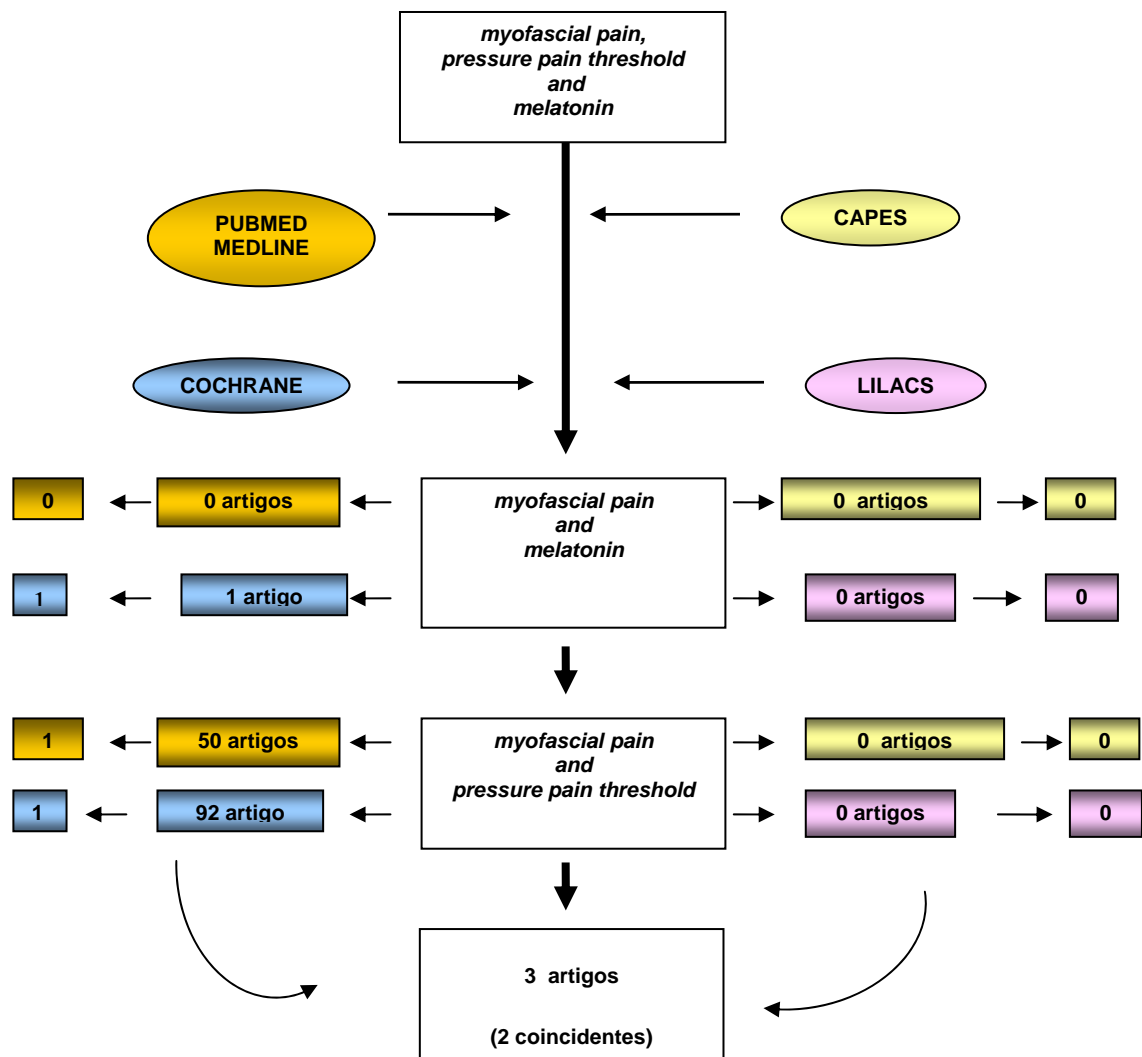 myofascial pain,
pressure pain threshold
and
melatonin
PUBMED
MEDLINE
CAPES
COCHRANE
LILACS
0
0 artigos
myofascial pain
and
melatonin
0 artigos
0
1
1 artigo
0 artigos
0
1
50 artigos
myofascial pain
and
pressure pain threshold
0 artigos
0
1
92 artigo
0 artigos
0
3 artigos
(2 coincidentes)